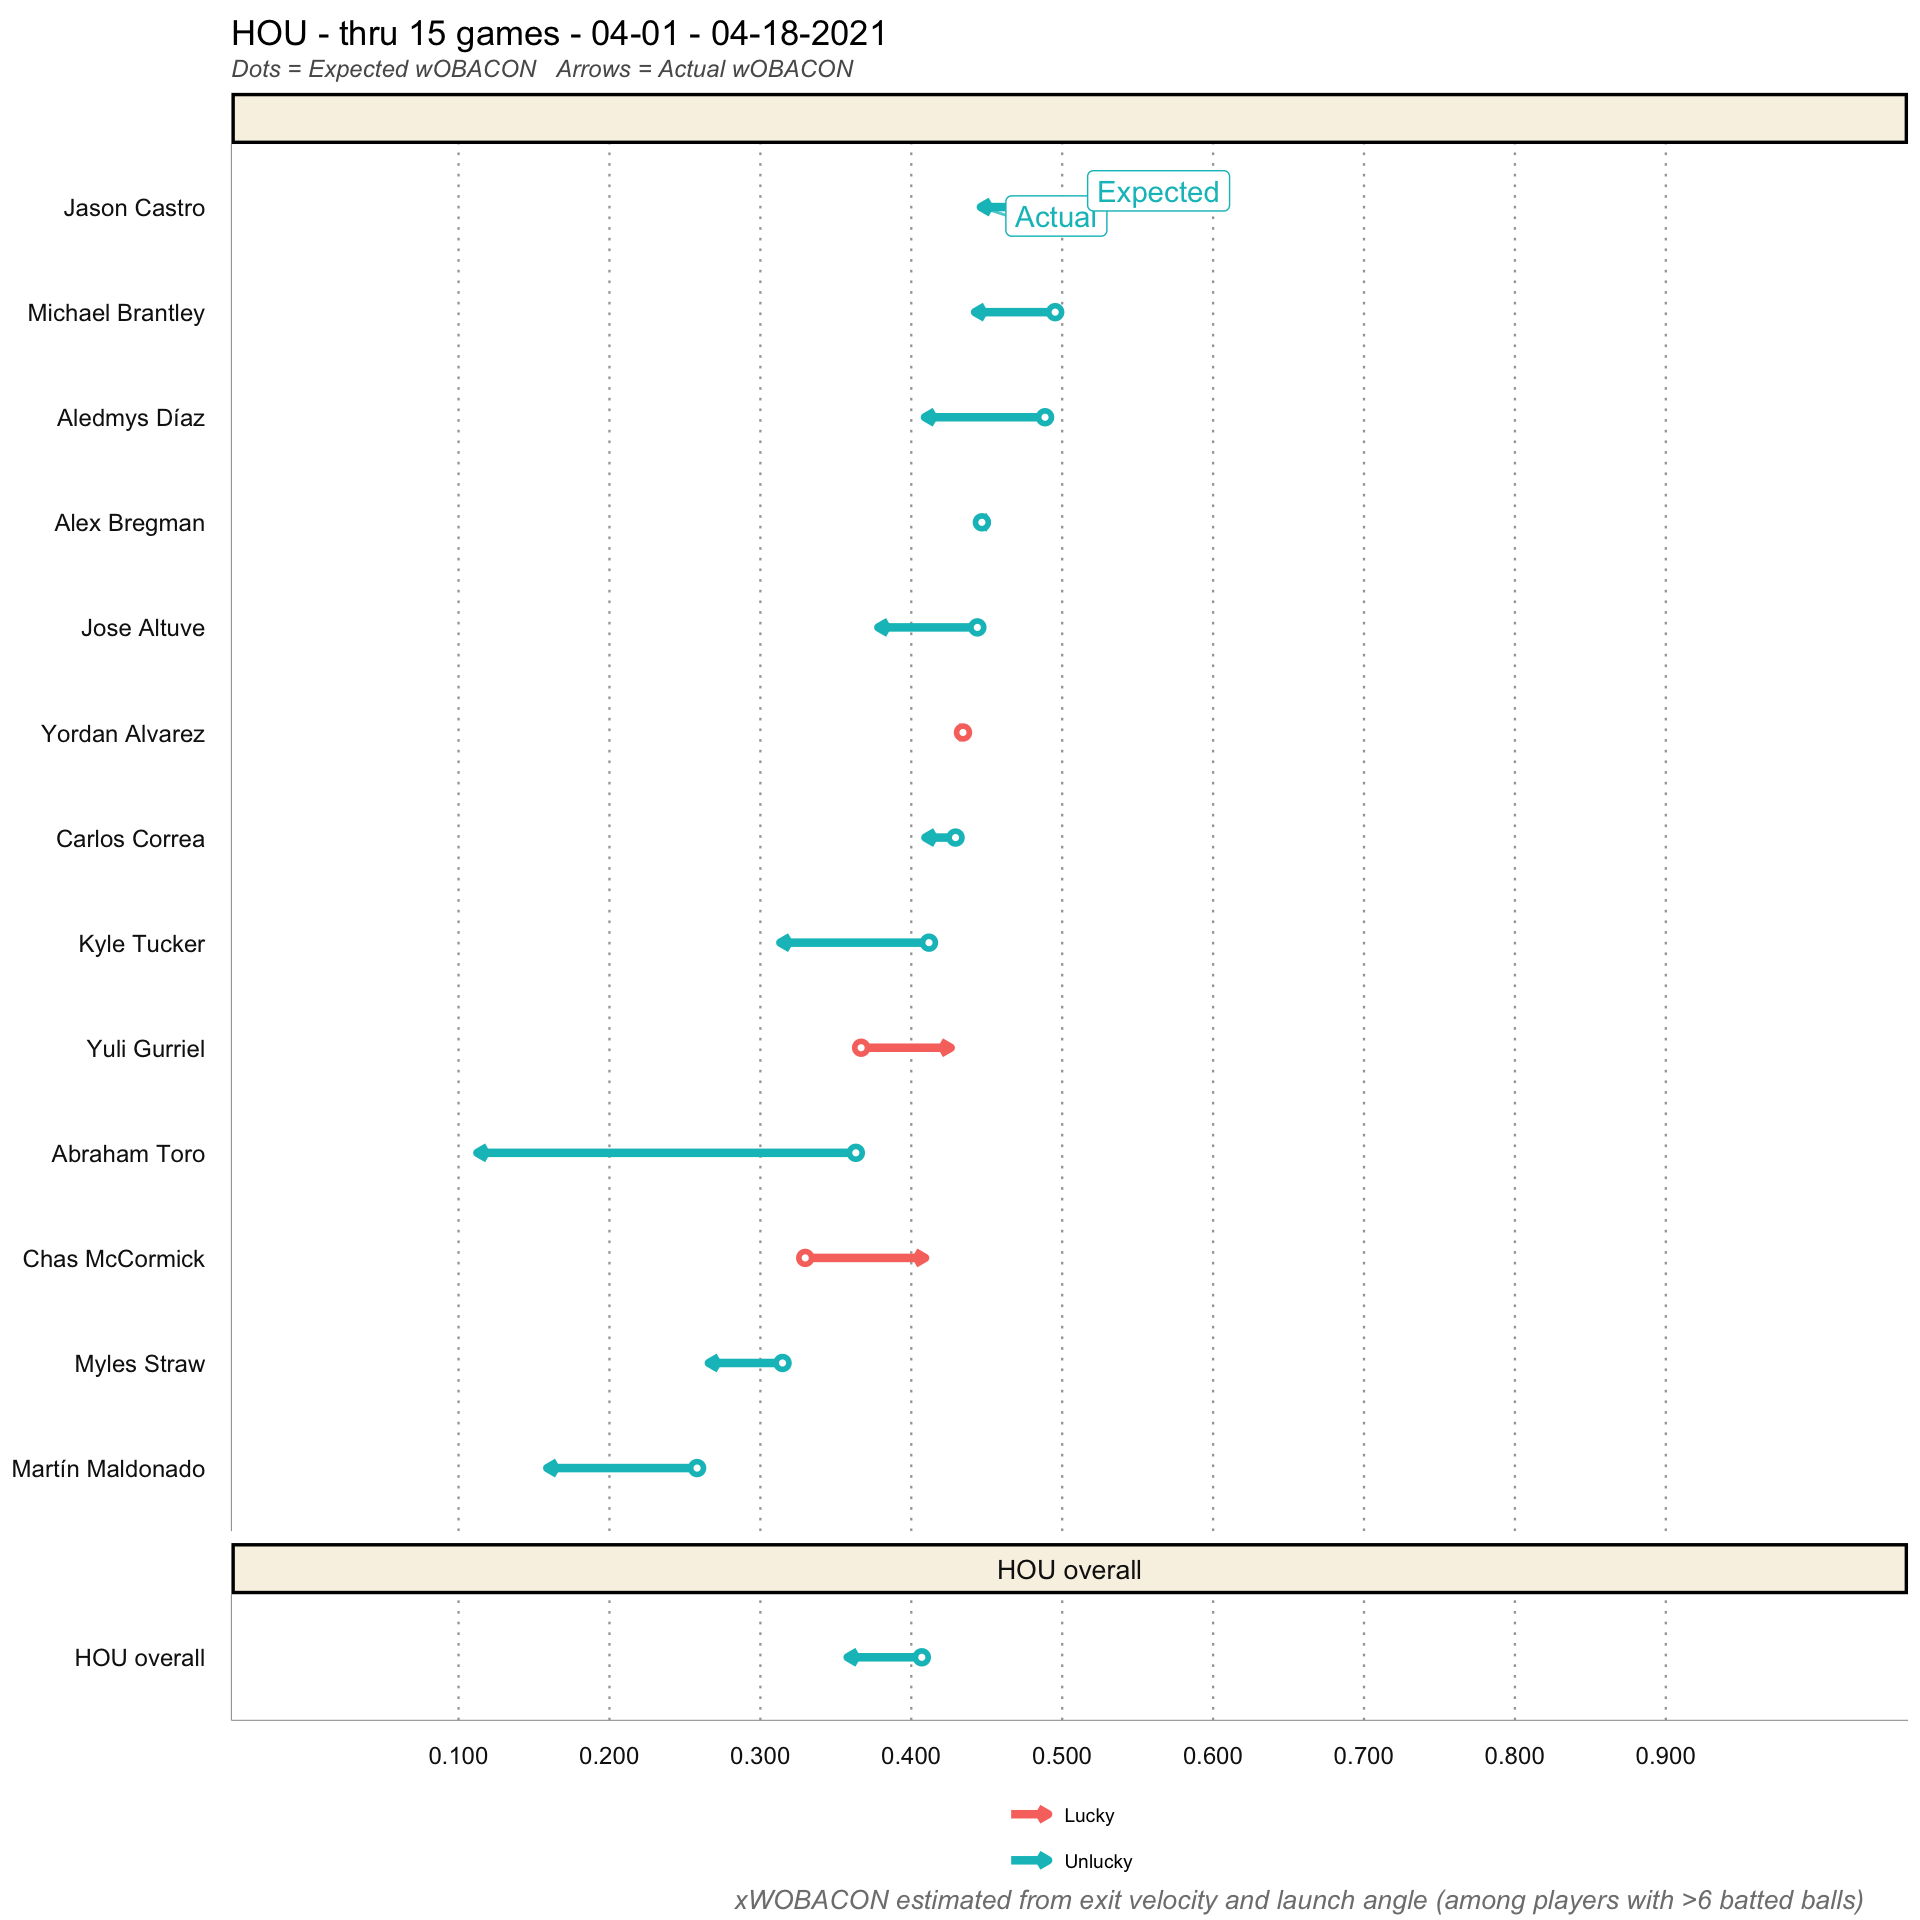 HOU - thru 15 games - 04-01 - 04-18-2021
Dots = Expected wOBACON   Arrows = Actual wOBACON
Jason Castro
Expected
Actual
Michael Brantley
Aledmys Díaz
Alex Bregman
Jose Altuve
Yordan Alvarez
Carlos Correa
Kyle Tucker
Yuli Gurriel
Abraham Toro
Chas McCormick
Myles Straw
Martín Maldonado
HOU overall
HOU overall
0.100 0.200 0.300 0.400 0.500 0.600 0.700 0.800 0.900
Lucky
Unlucky
xWOBACON estimated from exit velocity and launch angle (among players with >6 batted balls)